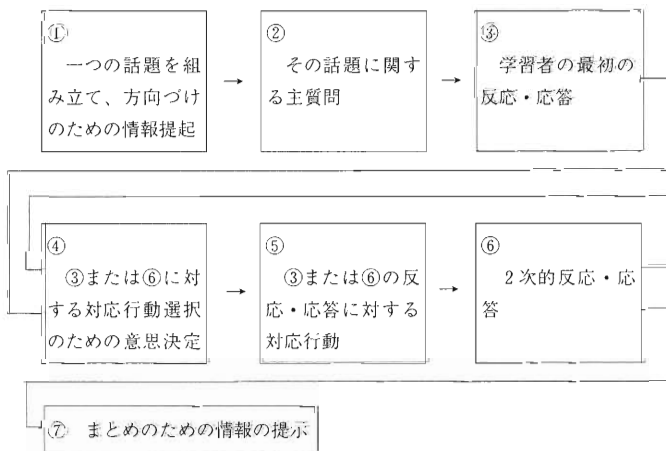 ①
一つの話題を組
み立て、方向づけ
のための情報提起
→
②
その話題に関す
る主質問
→
③
学習者の最初の
反応・応答
④
③または⑥に対
する対応行動選択
のための意思決定
→
⑤
③または⑥の反
応・応答に対する
対応行動
→
⑥
2次的反応・応
答
⑦ まとめのための情報の提示